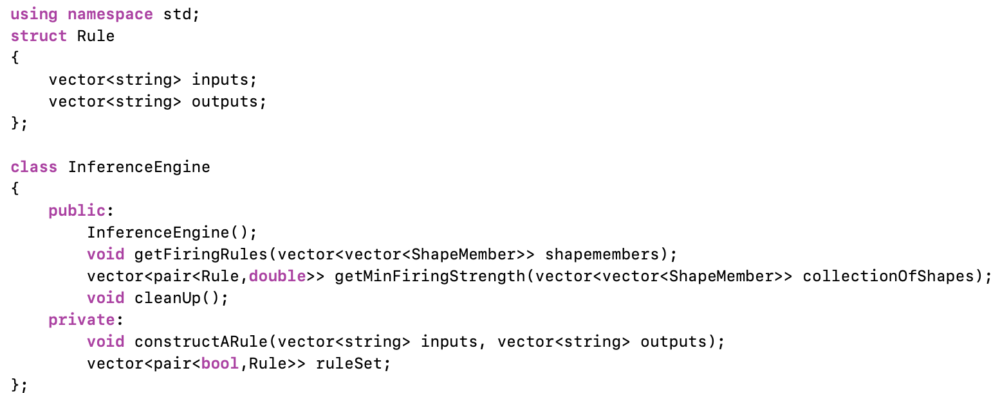 using namespace std;
struct Rule
{
    vector<string> inputs;
    vector<string> outputs;
};

class InferenceEngine
{
    public:
        InferenceEngine();
        void getFiringRules(vector<vector<ShapeMember>> shapemembers);
        vector<pair<Rule,double>> getMinFiringStrength(vector<vector<ShapeMember>> collectionOfShapes);
        void cleanUp();
    private:
        void constructARule(vector<string> inputs, vector<string> outputs);
        vector<pair<bool,Rule>> ruleSet;
};